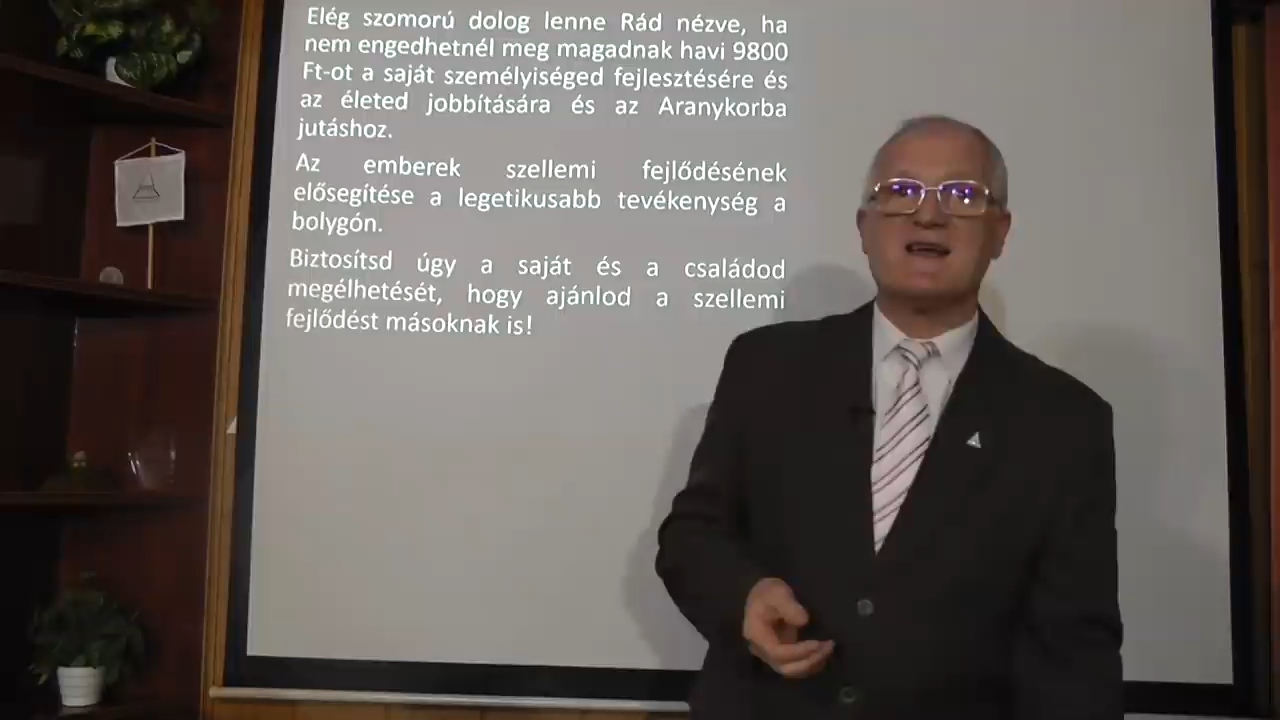 Elég szomorú dolog lenne Rád nézve, ha
nem engedhetnél meg magadnak havi 9800
Ft-ot a saját személyiséged fejlesztésére és
az életed jobbítására és az Aranykorba
jutáshoz.
Az emberek szellemi fejlődésének
elősegítése a legetikusabb tevékenység a
bolygón.
Biztosítsd úgy a saját és a családod
megélhetését, hogy ajánlod a szellemi
fejlődést másoknak is!